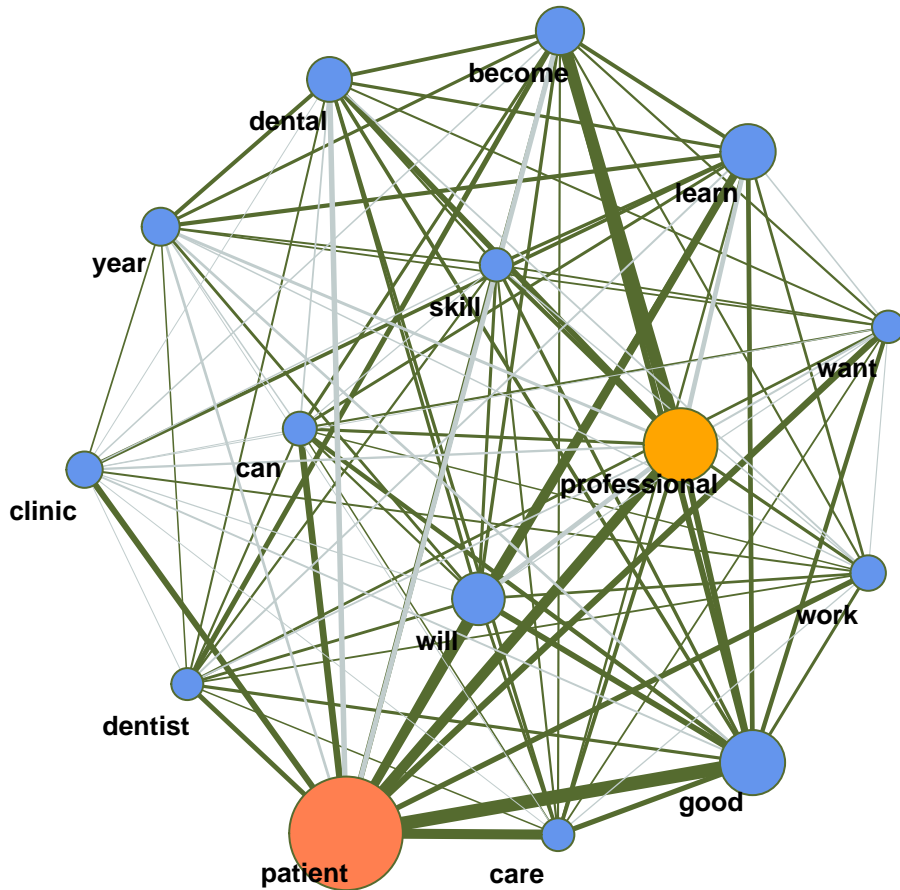 become
dental
learn
year
skill
want
can
professional
clinic
work
will
dentist
good
patient
care